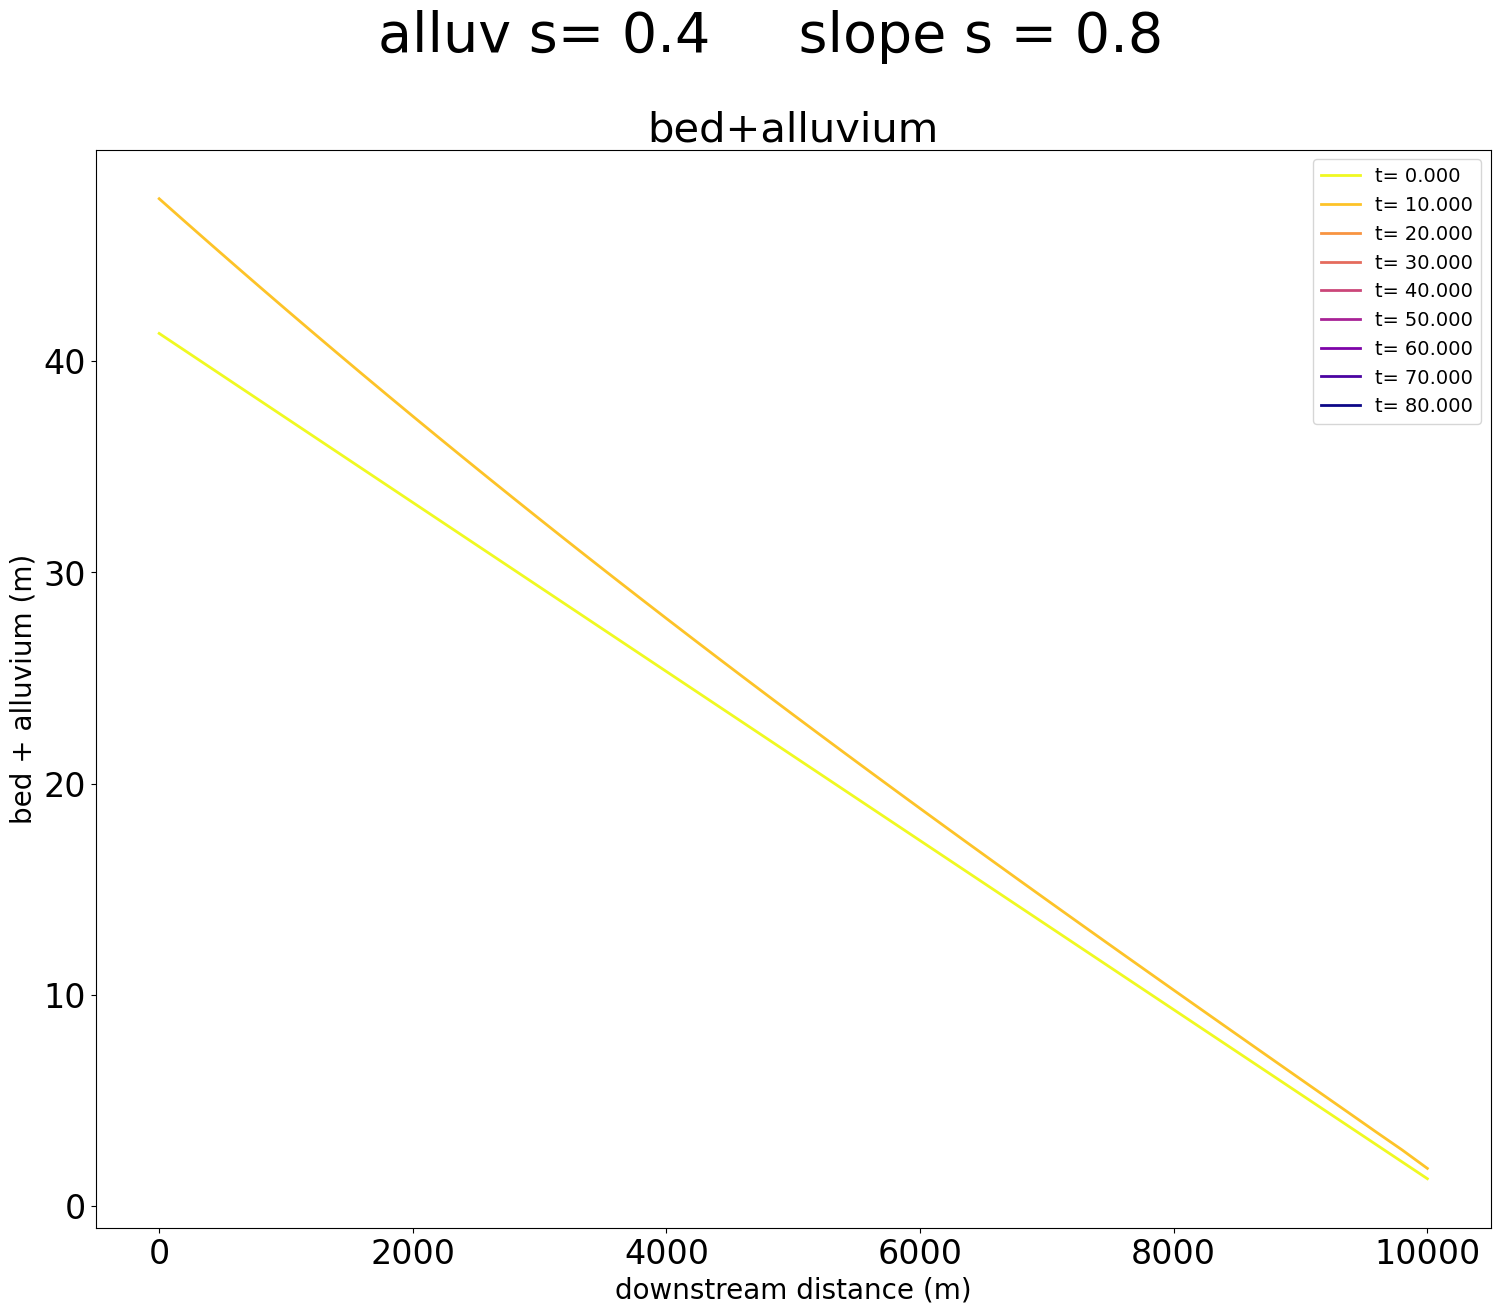 alluv s= 0.4     slope s = 0.8
bed+alluvium
t= 0.000
t= 10.000
t= 20.000
t= 30.000
t= 40.000
t= 50.000
t= 60.000
t= 70.000
t= 80.000
bed + alluvium (m)
40
30
20
10
0
0 2000 4000 6000 8000 10000
downstream distance (m)